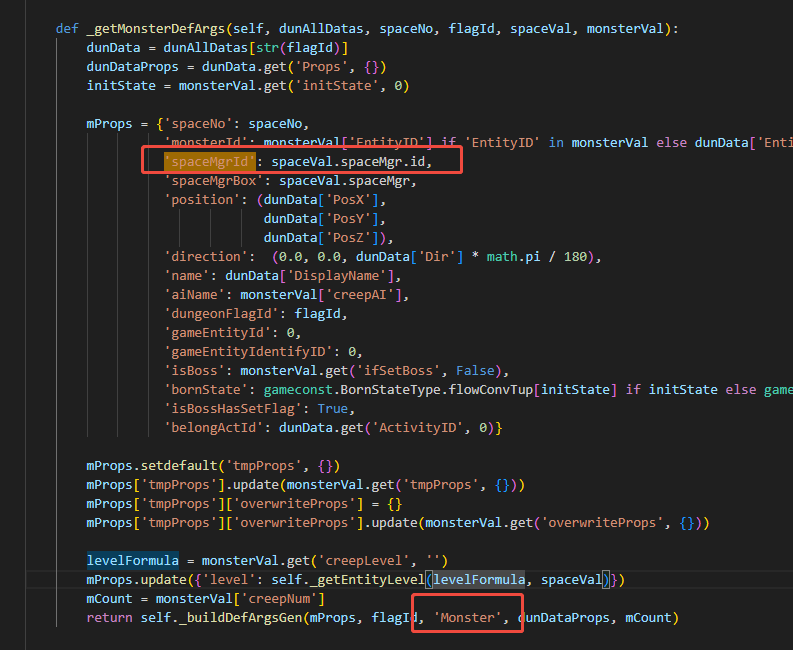 def _getMonsterDefArgs(self, dunAllDatas, spaceNo, flagId, spaceVal, monsterVal):
dunData = dunAllDatas[str(flagId)]
dunDataProps = dunData.get('Props', {})
initState = monsterVal.get('initState', 0)
mProps = {'spaceNo': spaceNo,
'monsterId': monsterVal['EntityID'] if 'EntityID' in monsterVal else dunData['Enti
'spaceMgrId': spaceVal.spaceMgr.id,
'spaceMgrBox': spaceVal.spaceMgr,
'position': (dunData['PosX'],
dunData['PosY'],
dunData['PosZ']),
'direction': (0.0, 0.0, dunData['Dir'] * math.pi / 180),
'name': dunData['DisplayName'],
'aiName': monsterVal['creepAI'],
'dungeonFlagId': flagId,
'gameEntityId': 0,
'gameEntityIdentifyID': 0,
'isBoss': monsterVal.get('ifSetBoss', False),
'bornState': gameconst.BornStateType.flowConvTup[initState] if initState else game
'isBossHasSetFlag': True,
'belongActId': dunData.get('ActivityID', 0)}
mProps.setdefault('tmpProps', {})
mProps['tmpProps'].update(monsterVal.get('tmpProps', {}))
mProps['tmpProps']['overwriteProps'] = {}
mProps['tmpProps']['overwriteProps'].update(monsterVal.get('overwriteProps', {}))
levelFormula = monsterVal.get('creepLevel', '')
mProps.update({'level': self._getEntityLevel(levelFormula, spaceVal)})
mCount = monsterVal['creepNum']
return self._buildDefArgsGen(mProps, flagId, 'Monster', dunDataProps, mCount)